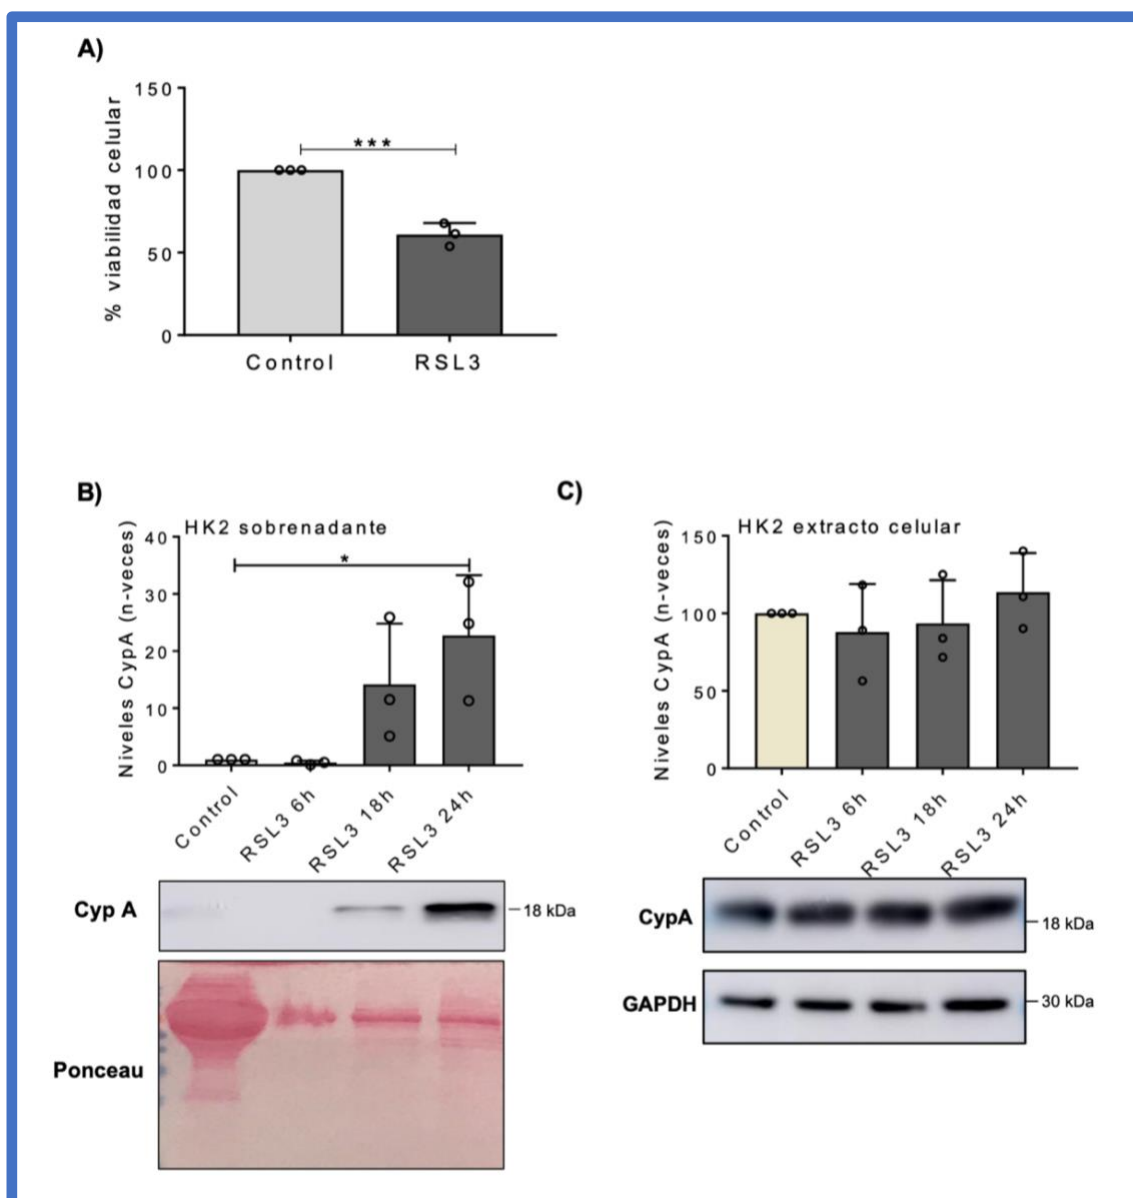 A)
% viabilidad celular
150
100
50
0
***
Control
RSL3
B)
HK2 sobrenadante
Niveles CypA (n-veces)
40
30
20
10
0
*
Control
RSL3 6h
RSL3 18h
RSL3 24h
Cyp A
18 kDa
Ponceau
C)
HK2 extracto celular
Niveles CypA (n-veces)
150
100
50
0
Control
RSL3 6h
RSL3 18h
RSL3 24h
CypA
18 kDa
GAPDH
30 kDa